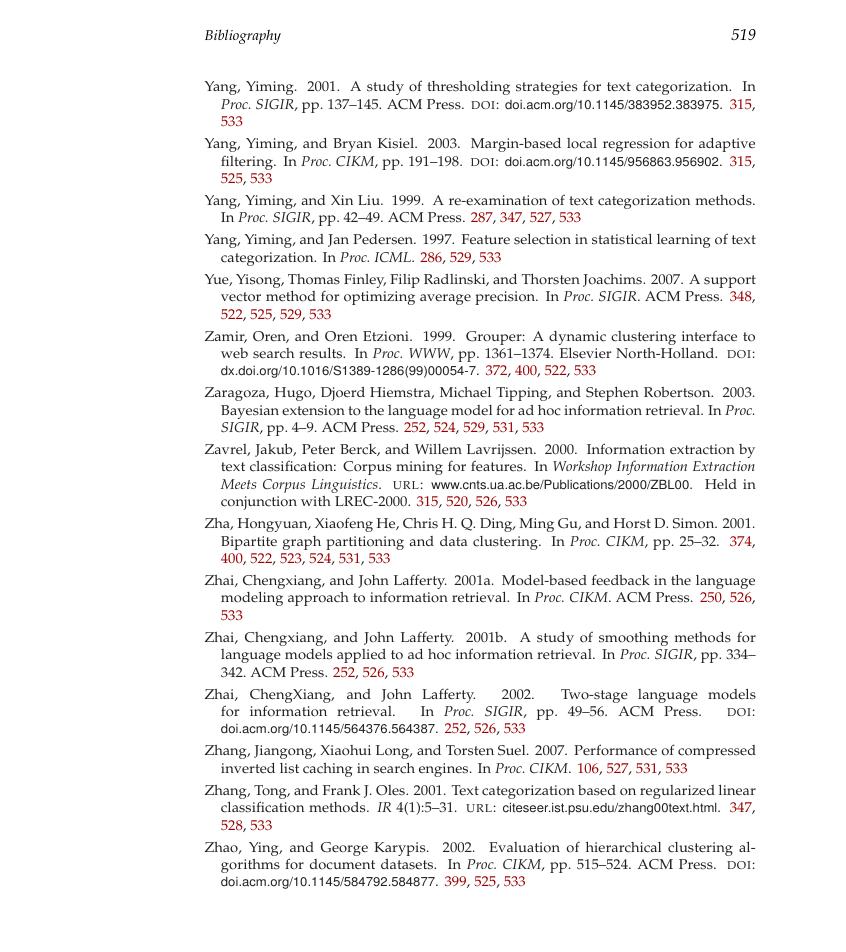 Bibliography 519
Yang, Yiming. 2001. A study of thresholding strategies for text categorization. In
Proc. SIGIR, pp. 137–145. ACM Press. DOI: doi.acm.org/10.1145/383952.383975. 315,
533
Yang, Yiming, and Bryan Kisiel. 2003. Margin-based local regression for adaptive
filtering. In Proc. CIKM, pp. 191–198. DOI: doi.acm.org/10.1145/956863.956902. 315,
525, 533
Yang, Yiming, and Xin Liu. 1999. A re-examination of text categorization methods.
In Proc. SIGIR, pp. 42–49. ACM Press. 287, 347, 527, 533
Yang, Yiming, and Jan Pedersen. 1997. Feature selection in statistical learning of text
categorization. In Proc. ICML. 286, 529, 533
Yue, Yisong, Thomas Finley, Filip Radlinski, and Thorsten Joachims. 2007. A support
vector method for optimizing average precision. In Proc. SIGIR. ACM Press. 348,
522, 525, 529, 533
Zamir, Oren, and Oren Etzioni. 1999. Grouper: A dynamic clustering interface to
web search results. In Proc. WWW, pp. 1361–1374. Elsevier North-Holland. DOI:
dx.doi.org/10.1016/S1389-1286(99)00054-7. 372, 400, 522, 533
Zaragoza, Hugo, Djoerd Hiemstra, Michael Tipping, and Stephen Robertson. 2003.
Bayesian extension to the language model for ad hoc information retrieval. In Proc.
SIGIR, pp. 4–9. ACM Press. 252, 524, 529, 531, 533
Zavrel, Jakub, Peter Berck, and Willem Lavrijssen. 2000. Information extraction by
text classification: Corpus mining for features. In Workshop Information Extraction
Meets Corpus Linguistics. URL: www.cnts.ua.ac.be/Publications/2000/ZBL00. Held in
conjunction with LREC-2000. 315, 520, 526, 533
Zha, Hongyuan, Xiaofeng He, Chris H. Q. Ding, Ming Gu, and Horst D. Simon. 2001.
Bipartite graph partitioning and data clustering. In Proc. CIKM, pp. 25–32. 374,
400, 522, 523, 524, 531, 533
Zhai, Chengxiang, and John Lafferty. 2001a. Model-based feedback in the language
modeling approach to information retrieval. In Proc. CIKM. ACM Press. 250, 526,
533
Zhai, Chengxiang, and John Lafferty. 2001b. A study of smoothing methods for
language models applied to ad hoc information retrieval. In Proc. SIGIR, pp. 334–
342. ACM Press. 252, 526, 533
Zhai, ChengXiang, and John Lafferty. 2002. Two-stage language models
for information retrieval. In Proc. SIGIR, pp. 49–56. ACM Press. DOI:
doi.acm.org/10.1145/564376.564387. 252, 526, 533
Zhang, Jiangong, Xiaohui Long, and Torsten Suel. 2007. Performance of compressed
inverted list caching in search engines. In Proc. CIKM. 106, 527, 531, 533
Zhang, Tong, and Frank J. Oles. 2001. Text categorization based on regularized linear
classification methods. IR 4(1):5–31. URL: citeseer.ist.psu.edu/zhang00text.html. 347,
528, 533
Zhao, Ying, and George Karypis. 2002. Evaluation of hierarchical clustering al-
gorithms for document datasets. In Proc. CIKM, pp. 515–524. ACM Press. DOI:
doi.acm.org/10.1145/584792.584877. 399, 525, 533